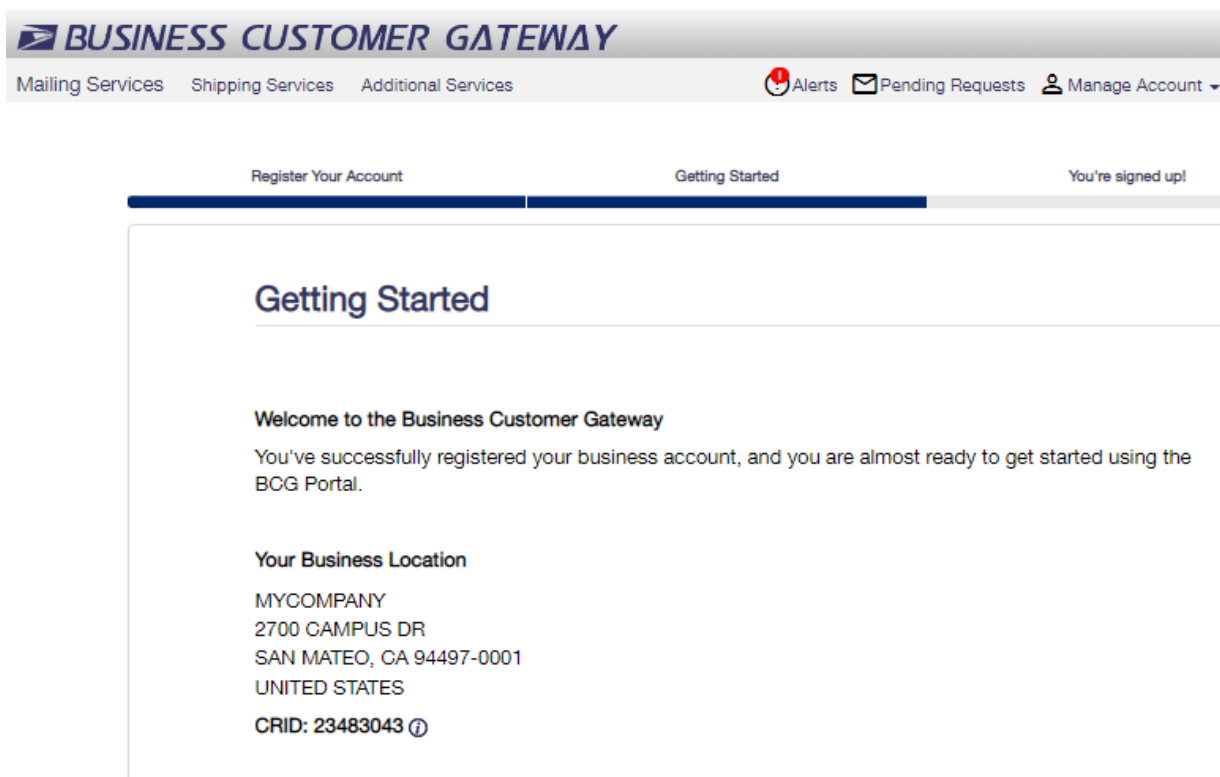 BUSINESS CUSTOMER GATEWAY
Mailing Services Shipping Services Additional Services ! Alerts Pending Requests Manage Account
Register Your Account Getting Started You're signed up!
Getting Started
Welcome to the Business Customer Gateway
You've successfully registered your business account, and you are almost ready to get started using the
BCG Portal.
Your Business Location
MYCOMPANY
2700 CAMPUS DR
SAN MATEO, CA 94497-0001
UNITED STATES
CRID: 23483043 i